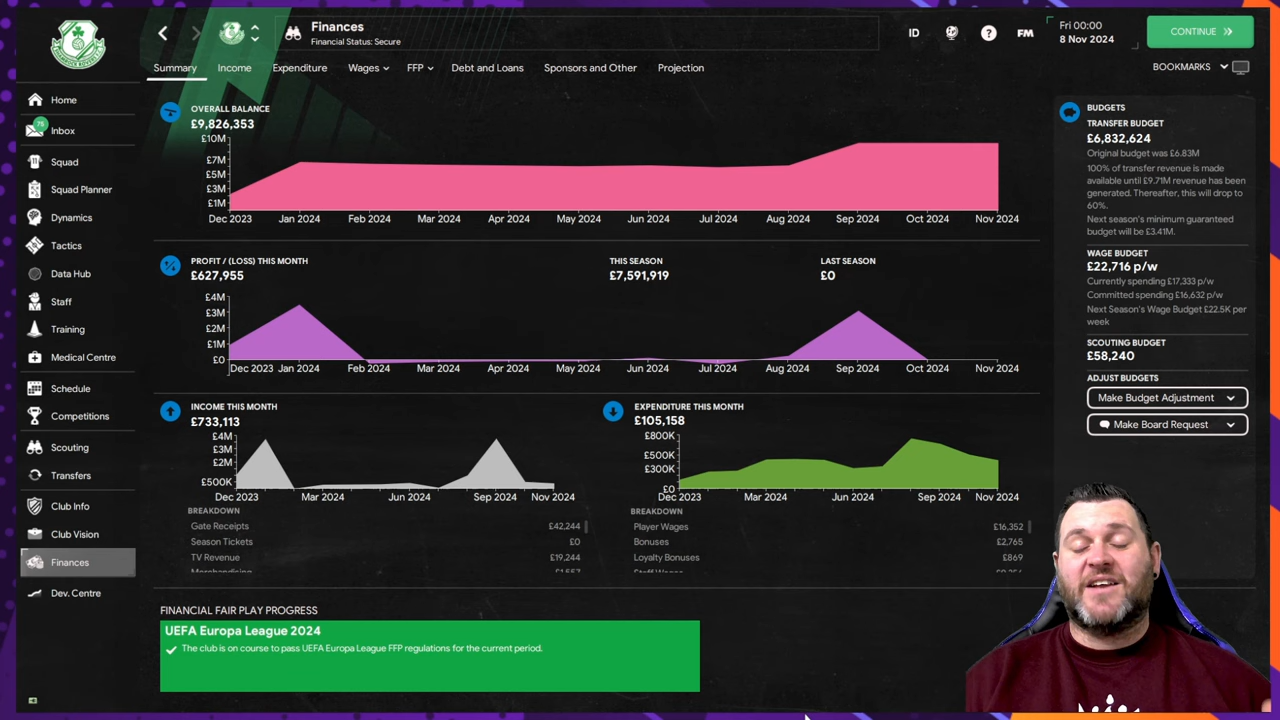 Finances
Financial Status: Secure
ID
?
FM
Fri 00:00
8 Nov 2024
CONTINUE
Summary
Income
Expenditure
Wages
FFP
Debt and Loans
Sponsors and Other
Projection
BOOKMARKS
Home
75
Inbox
Squad
Squad Planner
Dynamics
Tactics
Data Hub
Staff
Training
Medical Centre
Schedule
Competitions
Scouting
Transfers
Club Info
Club Vision
Finances
Dev. Centre
OVERALL BALANCE
£9,826,353
£10M
£7M
£5M
£3M
£1M
Dec 2023 Jan 2024 Feb 2024 Mar 2024 Apr 2024 May 2024 Jun 2024 Jul 2024 Aug 2024 Sep 2024 Oct 2024 Nov 2024
PROFIT / (LOSS) THIS MONTH
£627,955
THIS SEASON
£7,591,919
LAST SEASON
£0
£4M
£3M
£2M
£1M
£0
Dec 2023 Jan 2024 Feb 2024 Mar 2024 Apr 2024 May 2024 Jun 2024 Jul 2024 Aug 2024 Sep 2024 Oct 2024 Nov 2024
INCOME THIS MONTH
£733,113
£4M
£3M
£2M
£500K
Dec 2023 Mar 2024 Jun 2024 Sep 2024 Nov 2024
BREAKDOWN
Gate Receipts £42,244
Season Tickets £0
TV Revenue £19,244
Merchandising £1,557
EXPENDITURE THIS MONTH
£105,158
£800K
£500K
£300K
£0
Dec 2023 Mar 2024 Jun 2024 Sep 2024 Nov 2024
BREAKDOWN
Player Wages £16,352
Bonuses £2,765
Loyalty Bonuses £869
Staff Wages
FINANCIAL FAIR PLAY PROGRESS
UEFA Europa League 2024
The club is on course to pass UEFA Europa League FFP regulations for the current period.
BUDGETS
TRANSFER BUDGET
£6,832,624
Original budget was £6.83M
100% of transfer revenue is made
available until £9.71M revenue has been
generated. Thereafter, this will drop to
60%.
Next season's minimum guaranteed
budget will be £3.41M.
WAGE BUDGET
£22,716 p/w
Currently spending £17,333 p/w
Committed spending £16,632 p/w
Next Season's Wage Budget £22.5K per
week
SCOUTING BUDGET
£58,240
ADJUST BUDGETS
Make Budget Adjustment
Make Board Request